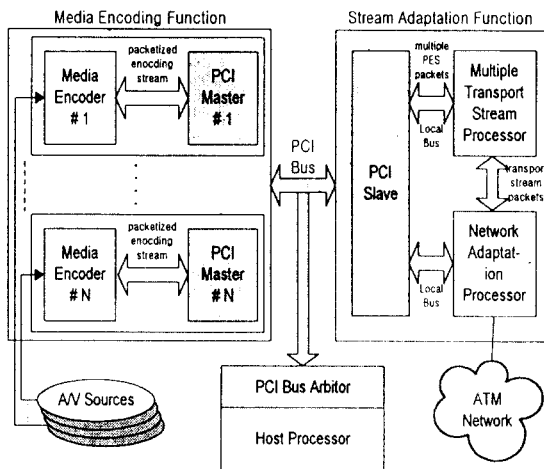 Media Encoding Function
Stream Adaptation Function
packetized
enocding
stream
Media
Encoder
# 1
PCI
Master
# 1
multiple
PES
packets
Local
Bus
Multiple
Transport
Stream
Processor
PCI
Bus
PCI
Slave
transport
stream
packets
packetized
enocding
stream
Media
Encoder
# N
PCI
Master
# N
Local
Bus
Network
Adaptat-
ion
Processor
A/V Sources
PCI Bus Arbitor
Host Processor
ATM
Network